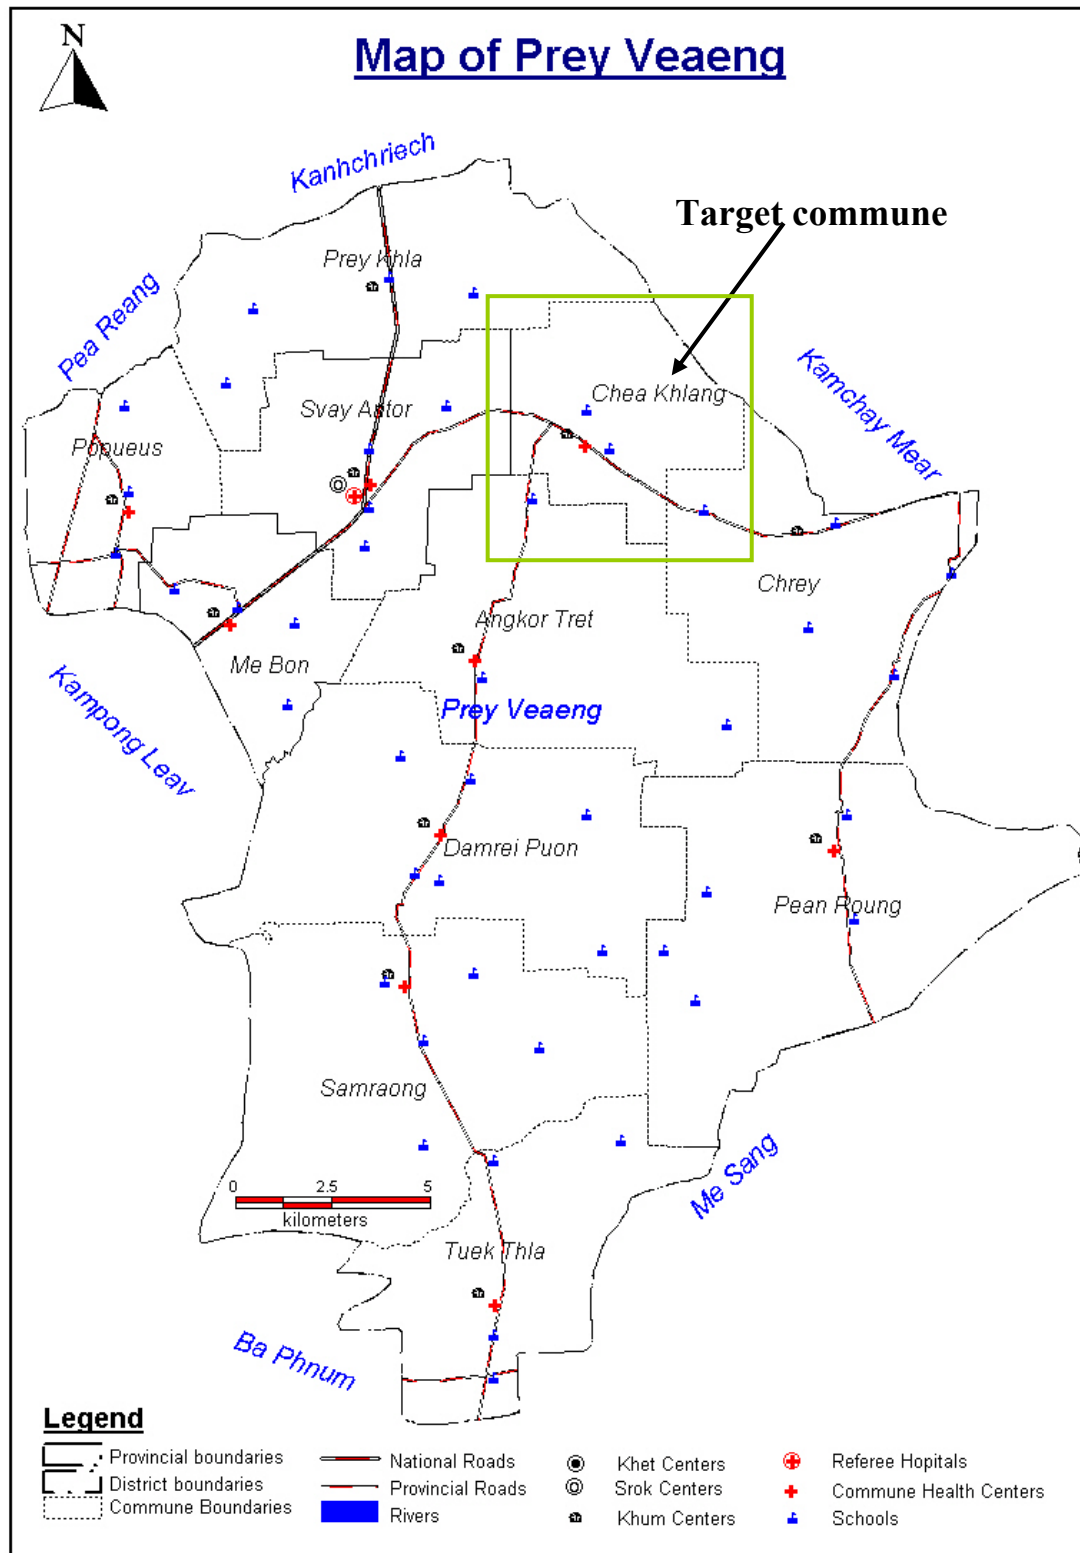 N
Map of Prey Veaeng
Kanhchriech
Target commune
Prey Khla
Pea Reang
Kamchay Mear
Chea Khlang
Svay Antor
Popueus
Chrey
Angkor Tret
Me Bon
Kampong Leav
Prey Veaeng
Damrei Puon
Pean Roung
Samraong
Me Sang
0 2.5 5
kilometers
Tuek Thla
Ba Phnum
Legend
Provincial boundaries
District boundaries
Commune Boundaries
National Roads
Provincial Roads
Rivers
Khet Centers
Srok Centers
Khum Centers
Referee Hopitals
Commune Health Centers
Schools